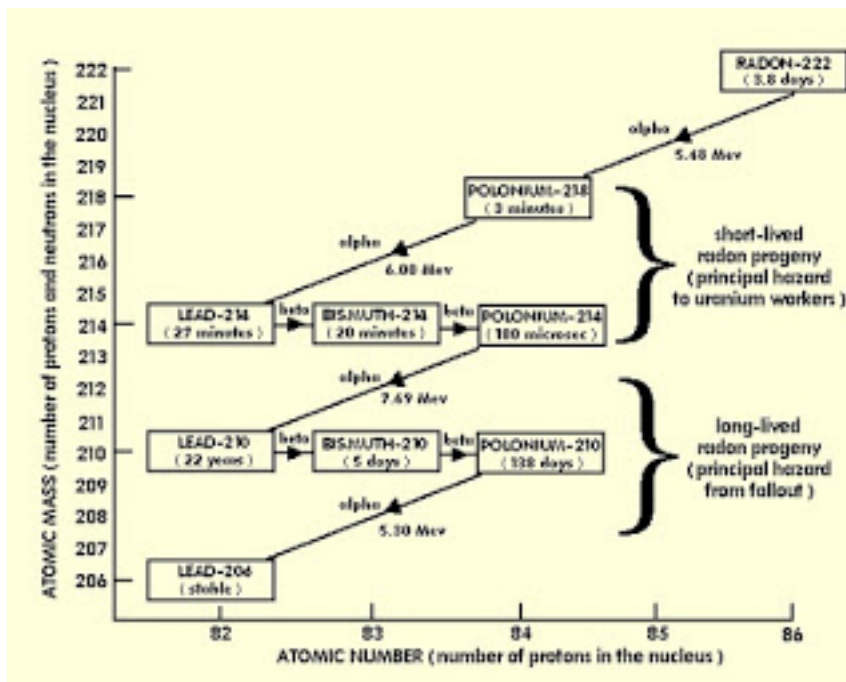 ATOMIC MASS ( number of protons and neutrons in the nucleus )
222
221
220
219
218
217
216
215
214
213
212
211
210
209
208
207
206
RADON-222
( 3.8 days )
alpha
5.48 Mev
POLONIUM-218
( 3 minutes )
alpha
6.00 Mev
short-lived
radon progeny
( principal hazard
to uranium workers )
LEAD-214
( 27 minutes )
beta
BISMUTH-214
( 20 minutes )
beta
POLONIUM-214
( 180 microsec )
alpha
7.69 Mev
LEAD-210
( 22 years )
beta
BISMUTH-210
( 5 days )
beta
POLONIUM-210
( 138 days )
long-lived
radon progeny
( principal hazard
from fallout )
alpha
5.30 Mev
LEAD-206
( stable )
82
83
84
85
86
ATOMIC NUMBER ( number of protons in the nucleus )